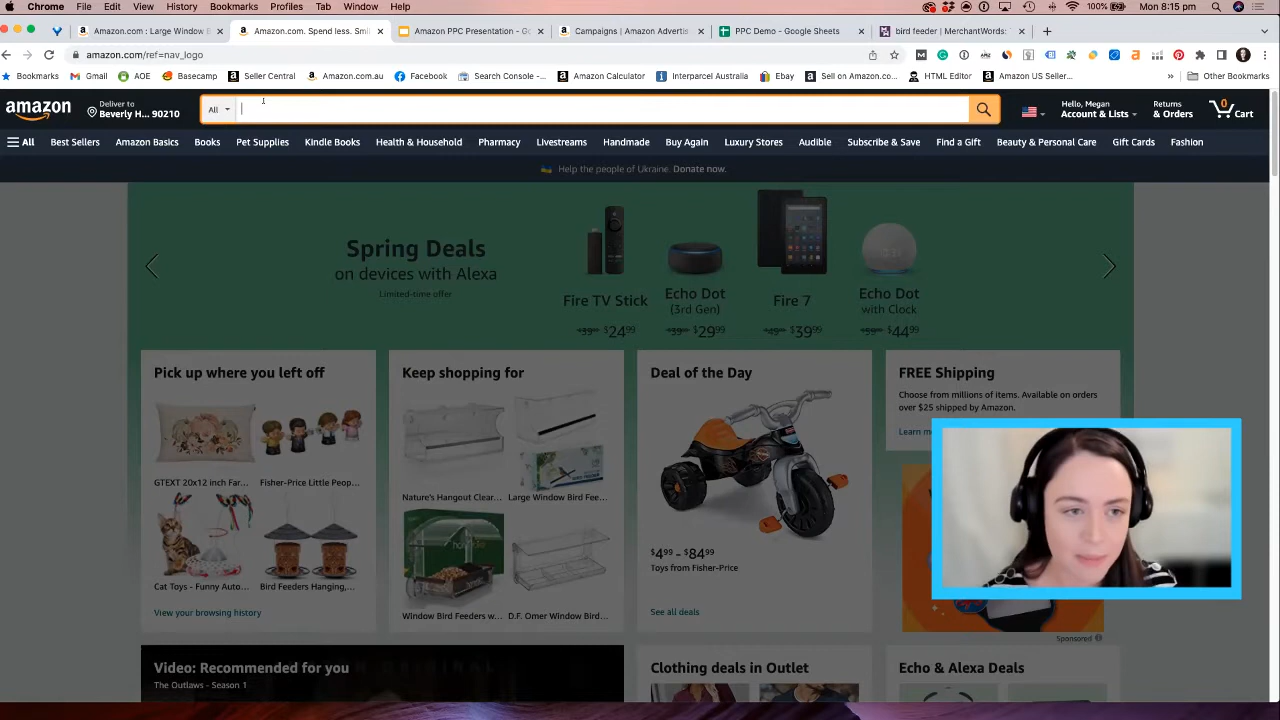 Chrome File Edit View History Bookmarks Profiles Tab Window Help 100% Mo 8:15 pm
Amazon.com : Large Window B Amazon.com. Spend less. Smi Amazon PPC Presentation - Go Campaigns | Amazon Advertis PPC Demo - Google Sheets bird feeder | MerchantWords:
amazon.com/ref=nav_logo
Bookmarks Gmail AOE Basecamp Seller Central Amazon.com.au Facebook Search Console -... Amazon Calculator Interparcel Australia Ebay Sell on Amazon.co... HTML Editor Amazon US Seller... » Other Bookmarks
amazon Deliver to Beverly H... 90210 All Hello, Megan Account & Lists Returns & Orders 0 Cart
All Best Sellers Amazon Basics Books Pet Supplies Kindle Books Health & Household Pharmacy Livestreams Handmade Buy Again Luxury Stores Audible Subscribe & Save Find a Gift Beauty & Personal Care Gift Cards Fashion
Help the people of Ukraine. Donate now.
Spring Deals
on devices with Alexa
Limited-time offer
Fire TV Stick
$24.99
Echo Dot
(3rd Gen)
$29.99
Fire 7
$39.99
Echo Dot
with Clock
$44.99
Pick up where you left off
GTEXT 20x12 inch Far... Fisher-Price Little Peop...
Cat Toys - Funny Auto... Bird Feeders Hanging,...
View your browsing history
Keep shopping for
Nature's Hangout Clear... Large Window Bird Fee...
Window Bird Feeders w... D.F. Omer Window Bird...
Deal of the Day
$4.99 - $84.99
Toys from Fisher-Price
See all deals
FREE Shipping
Choose from millions of items. Available on orders
over $25 shipped by Amazon.
Learn m
Sponsored
Video: Recommended for you
The Outlaws - Season 1
Clothing deals in Outlet
Echo & Alexa Deals